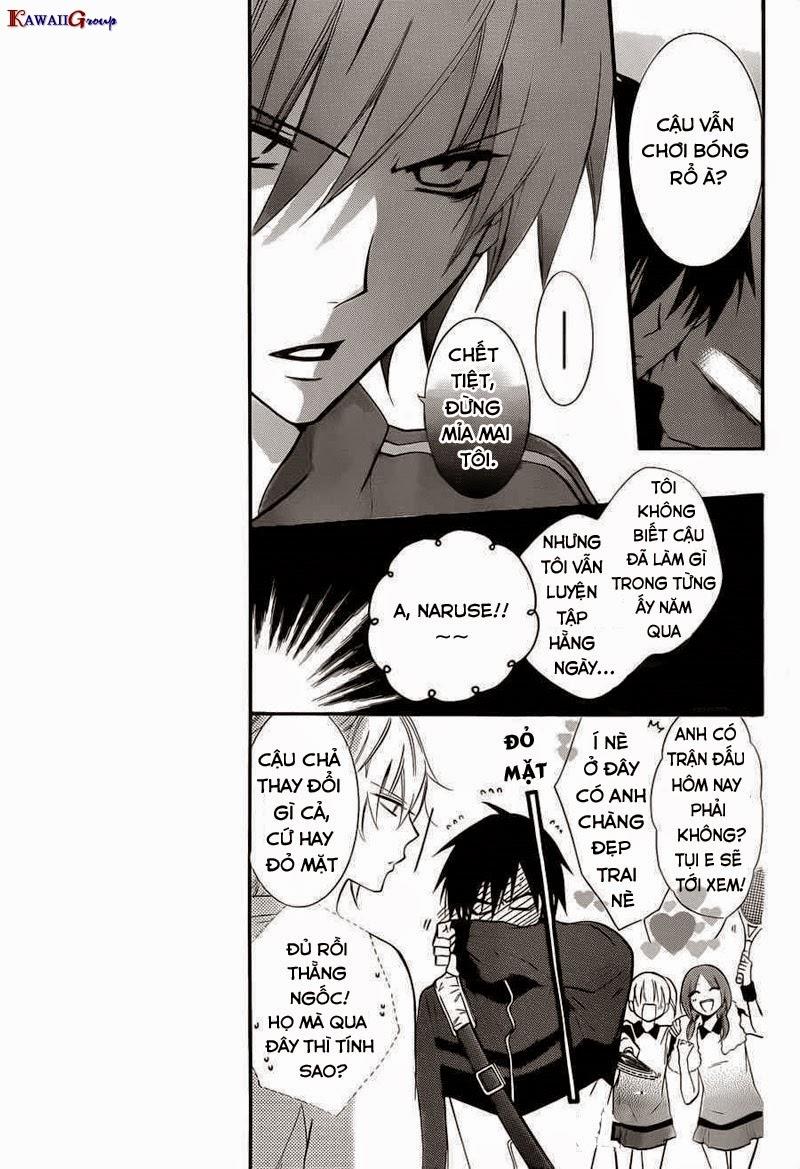 KAWAIIGroup
CẬU VẪN
CHƠI BÓNG
RỔ À?
CHẾT
TIỆT,
ĐỪNG
MỈA MAI
TÔI.
TÔI
KHÔNG
BIẾT CẬU
ĐÃ LÀM GÌ
TRONG TỪNG
ẤY NĂM
QUA
NHƯNG
TÔI VẪN
LUYỆN
TẬP
HẰNG
NGÀY...
A, NARUSE!!
~~
ANH CÓ
TRẬN ĐẤU
HÔM NAY
PHẢI
KHÔNG?
TỤI E SẼ
TỚI XEM!
Í NÈ
Ở ĐÂY
CÓ ANH
CHÀNG
ĐẸP
TRAI
NÈ
ĐỎ
MẶT
CẬU CHẢ
THAY ĐỔI
GÌ CẢ,
CỨ HAY
ĐỎ MẶT
ĐỦ RỒI
THẰNG
NGỐC!
HỌ MÀ QUA
ĐÂY THÌ TÍNH
SAO?